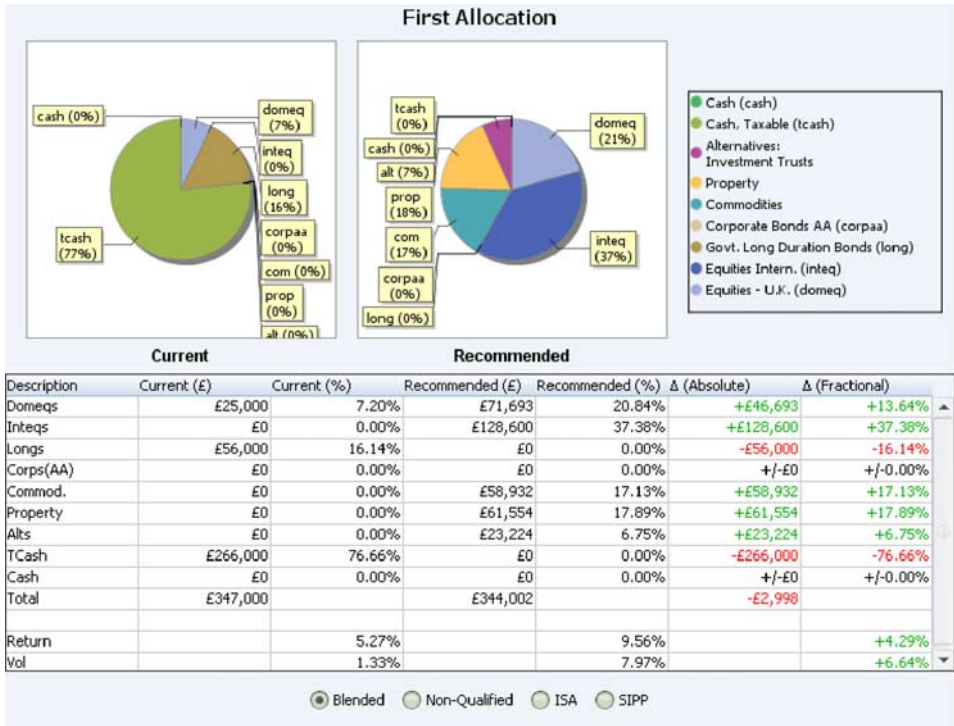 First Allocation
cash (0%)
domeq
(7%)
inteq
(0%)
long
(16%)
corpaa
(0%)
com (0%)
prop
(0%)
alt (0%)
tcash
(77%)
tcash
(0%)
cash (0%)
alt (7%)
prop
(18%)
com
(17%)
corpaa
(0%)
long (0%)
domeq
(21%)
inteq
(37%)
Cash (cash)
Cash, Taxable (tcash)
Alternatives:
Investment Trusts
Property
Commodities
Corporate Bonds AA (corpaa)
Govt. Long Duration Bonds (long)
Equities Intern. (inteq)
Equities - U.K. (domeq)
Current Recommended
Description Current (£) Current (%) Recommended (£) Recommended (%) Δ (Absolute) Δ (Fractional)
Domeqs £25,000 7.20% £71,693 20.84% +£46,693 +13.64%
Inteqs £0 0.00% £128,600 37.38% +£128,600 +37.38%
Longs £56,000 16.14% £0 0.00% -£56,000 -16.14%
Corps(AA) £0 0.00% £0 0.00% +/-£0 +/-0.00%
Commod. £0 0.00% £58,932 17.13% +£58,932 +17.13%
Property £0 0.00% £61,554 17.89% +£61,554 +17.89%
Alts £0 0.00% £23,224 6.75% +£23,224 +6.75%
TCash £266,000 76.66% £0 0.00% -£266,000 -76.66%
Cash £0 0.00% £0 0.00% +/-£0 +/-0.00%
Total £347,000 £344,002 -£2,998
Return 5.27% 9.56% +4.29%
Vol 1.33% 7.97% +6.64%
Blended Non-Qualified ISA SIPP